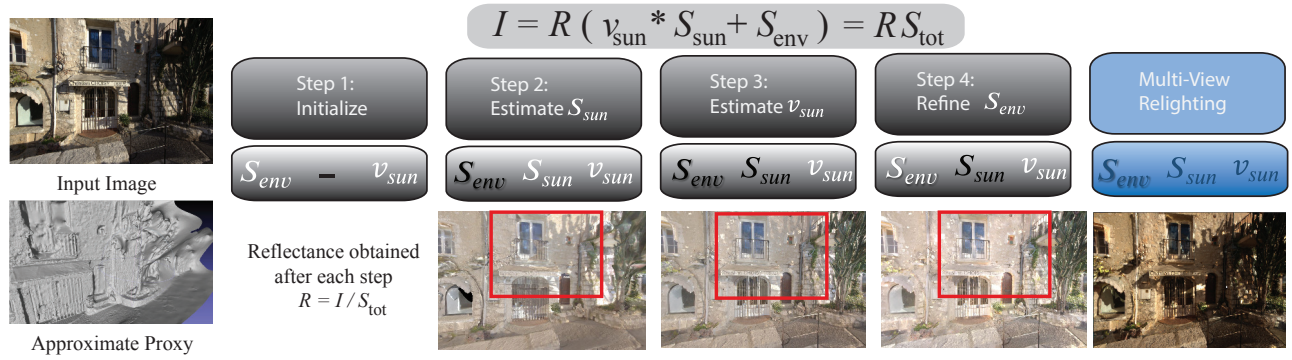 I = R ( v_sun * S_sun + S_env ) = R S_tot
Step 1:
Initialize
Step 2:
Estimate S_sun
Step 3:
Estimate v_sun
Step 4:
Refine S_env
Multi-View
Relighting
S_env – v_sun
S_env S_sun v_sun
S_env S_sun v_sun
S_env S_sun v_sun
S_env S_sun v_sun
Input Image
Reflectance obtained
after each step
R = I / S_tot
Approximate Proxy